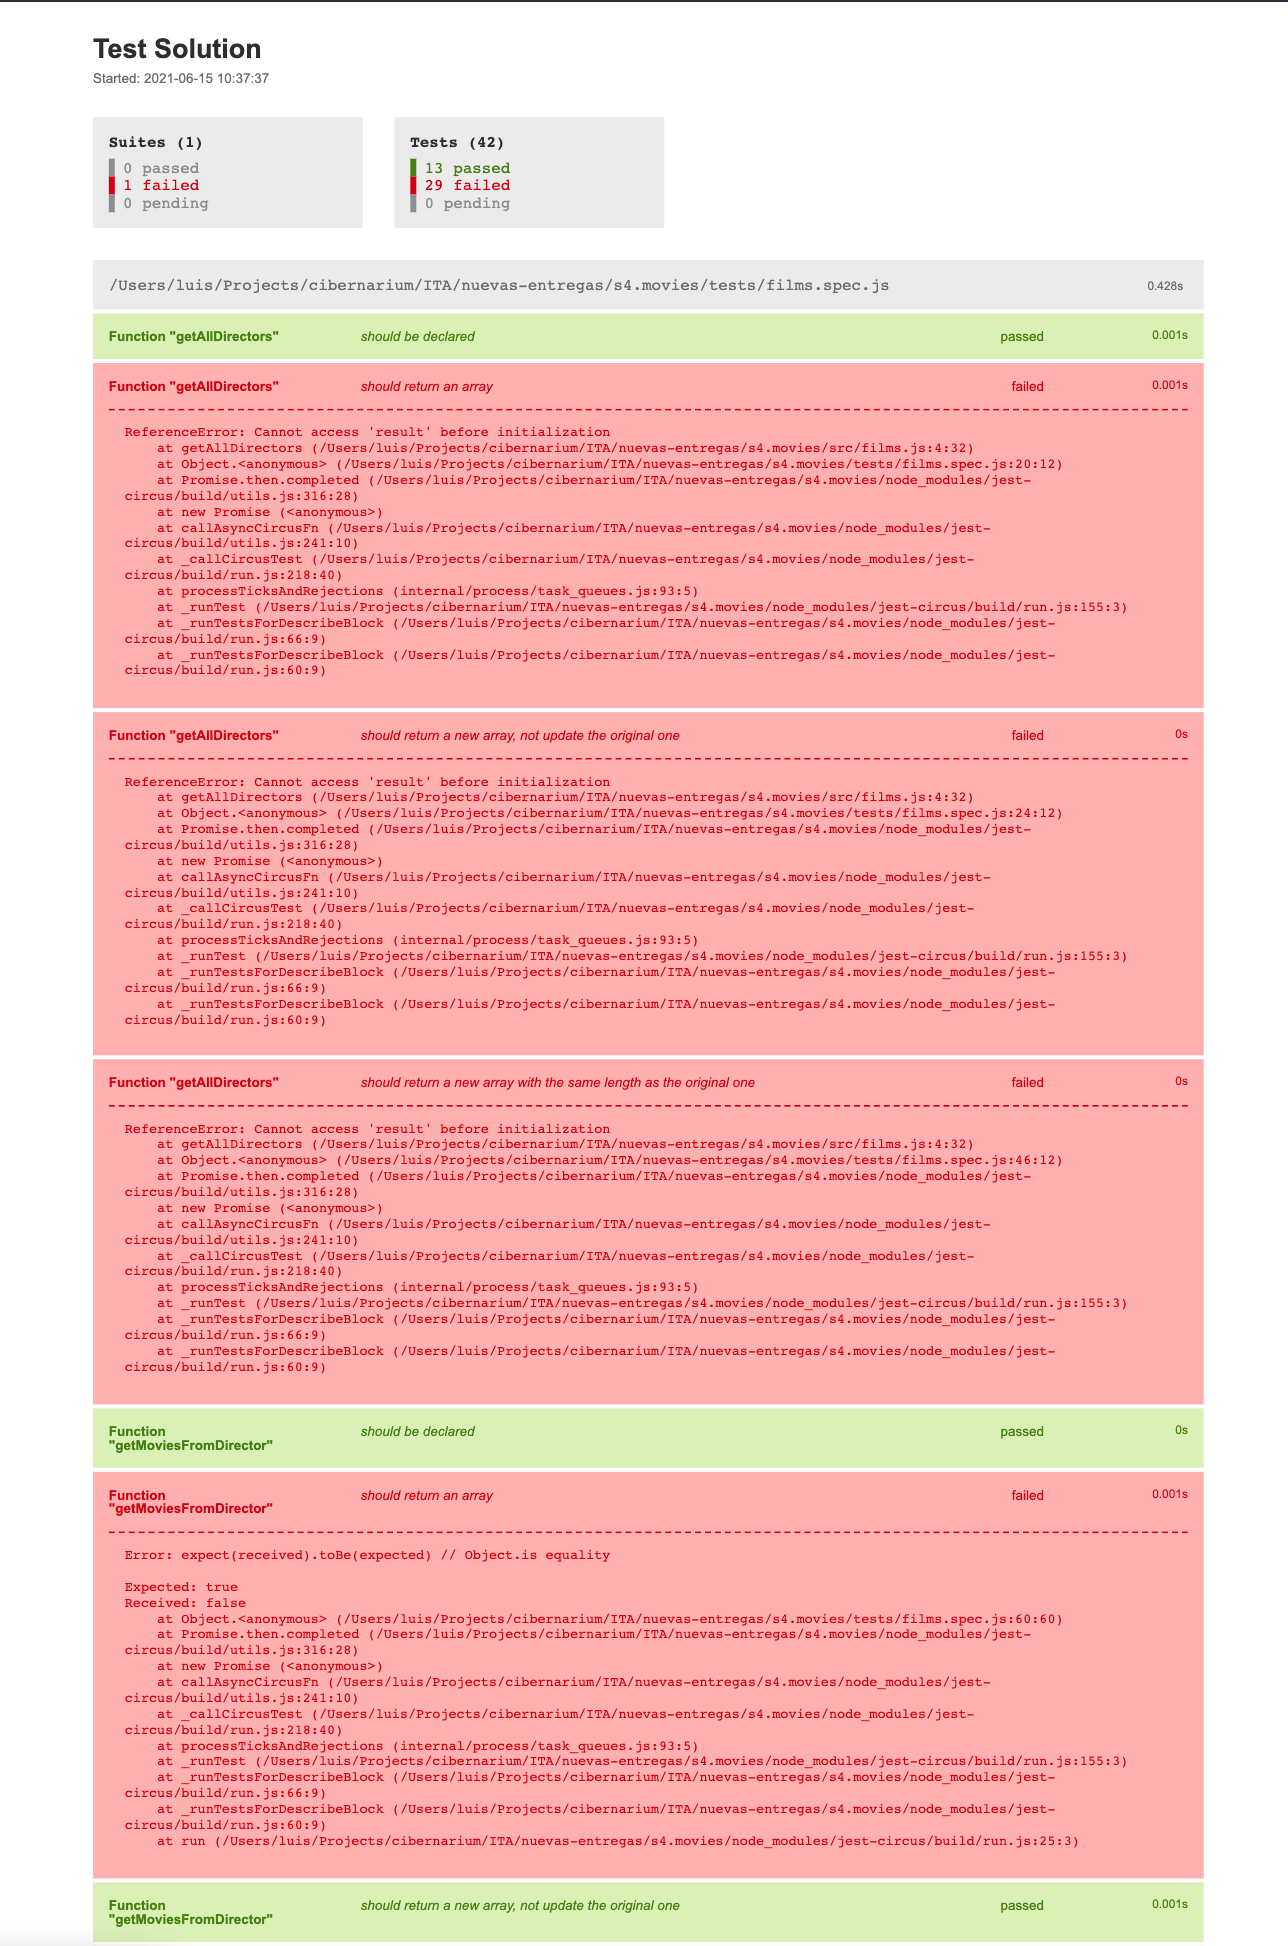 Test Solution
Started: 2021-06-15 10:37:37
Suites (1)
0 passed
1 failed
0 pending
Tests (42)
13 passed
29 failed
0 pending
/Users/luis/Projects/cibernarium/ITA/nuevas-entregas/s4.movies/tests/films.spec.js 0.428s
Function "getAllDirectors" should be declared passed 0.001s
Function "getAllDirectors" should return an array failed 0.001s
ReferenceError: Cannot access 'result' before initialization
at getAllDirectors (/Users/luis/Projects/cibernarium/ITA/nuevas-entregas/s4.movies/src/films.js:4:32)
at Object.<anonymous> (/Users/luis/Projects/cibernarium/ITA/nuevas-entregas/s4.movies/tests/films.spec.js:20:12)
at Promise.then.completed (/Users/luis/Projects/cibernarium/ITA/nuevas-entregas/s4.movies/node_modules/jest-
circus/build/utils.js:316:28)
at new Promise (<anonymous>)
at callAsyncCircusFn (/Users/luis/Projects/cibernarium/ITA/nuevas-entregas/s4.movies/node_modules/jest-
circus/build/utils.js:241:10)
at _callCircusTest (/Users/luis/Projects/cibernarium/ITA/nuevas-entregas/s4.movies/node_modules/jest-
circus/build/run.js:218:40)
at processTicksAndRejections (internal/process/task_queues.js:93:5)
at _runTest (/Users/luis/Projects/cibernarium/ITA/nuevas-entregas/s4.movies/node_modules/jest-circus/build/run.js:155:3)
at _runTestsForDescribeBlock (/Users/luis/Projects/cibernarium/ITA/nuevas-entregas/s4.movies/node_modules/jest-
circus/build/run.js:66:9)
at _runTestsForDescribeBlock (/Users/luis/Projects/cibernarium/ITA/nuevas-entregas/s4.movies/node_modules/jest-
circus/build/run.js:60:9)
Function "getAllDirectors" should return a new array, not update the original one failed 0s
ReferenceError: Cannot access 'result' before initialization
at getAllDirectors (/Users/luis/Projects/cibernarium/ITA/nuevas-entregas/s4.movies/src/films.js:4:32)
at Object.<anonymous> (/Users/luis/Projects/cibernarium/ITA/nuevas-entregas/s4.movies/tests/films.spec.js:24:12)
at Promise.then.completed (/Users/luis/Projects/cibernarium/ITA/nuevas-entregas/s4.movies/node_modules/jest-
circus/build/utils.js:316:28)
at new Promise (<anonymous>)
at callAsyncCircusFn (/Users/luis/Projects/cibernarium/ITA/nuevas-entregas/s4.movies/node_modules/jest-
circus/build/utils.js:241:10)
at _callCircusTest (/Users/luis/Projects/cibernarium/ITA/nuevas-entregas/s4.movies/node_modules/jest-
circus/build/run.js:218:40)
at processTicksAndRejections (internal/process/task_queues.js:93:5)
at _runTest (/Users/luis/Projects/cibernarium/ITA/nuevas-entregas/s4.movies/node_modules/jest-circus/build/run.js:155:3)
at _runTestsForDescribeBlock (/Users/luis/Projects/cibernarium/ITA/nuevas-entregas/s4.movies/node_modules/jest-
circus/build/run.js:66:9)
at _runTestsForDescribeBlock (/Users/luis/Projects/cibernarium/ITA/nuevas-entregas/s4.movies/node_modules/jest-
circus/build/run.js:60:9)
Function "getAllDirectors" should return a new array with the same length as the original one failed 0s
ReferenceError: Cannot access 'result' before initialization
at getAllDirectors (/Users/luis/Projects/cibernarium/ITA/nuevas-entregas/s4.movies/src/films.js:4:32)
at Object.<anonymous> (/Users/luis/Projects/cibernarium/ITA/nuevas-entregas/s4.movies/tests/films.spec.js:46:12)
at Promise.then.completed (/Users/luis/Projects/cibernarium/ITA/nuevas-entregas/s4.movies/node_modules/jest-
circus/build/utils.js:316:28)
at new Promise (<anonymous>)
at callAsyncCircusFn (/Users/luis/Projects/cibernarium/ITA/nuevas-entregas/s4.movies/node_modules/jest-
circus/build/utils.js:241:10)
at _callCircusTest (/Users/luis/Projects/cibernarium/ITA/nuevas-entregas/s4.movies/node_modules/jest-
circus/build/run.js:218:40)
at processTicksAndRejections (internal/process/task_queues.js:93:5)
at _runTest (/Users/luis/Projects/cibernarium/ITA/nuevas-entregas/s4.movies/node_modules/jest-circus/build/run.js:155:3)
at _runTestsForDescribeBlock (/Users/luis/Projects/cibernarium/ITA/nuevas-entregas/s4.movies/node_modules/jest-
circus/build/run.js:66:9)
at _runTestsForDescribeBlock (/Users/luis/Projects/cibernarium/ITA/nuevas-entregas/s4.movies/node_modules/jest-
circus/build/run.js:60:9)
Function should be declared passed 0s
"getMoviesFromDirector"
Function should return an array failed 0.001s
"getMoviesFromDirector"
Error: expect(received).toBe(expected) // Object.is equality
Expected: true
Received: false
at Object.<anonymous> (/Users/luis/Projects/cibernarium/ITA/nuevas-entregas/s4.movies/tests/films.spec.js:60:60)
at Promise.then.completed (/Users/luis/Projects/cibernarium/ITA/nuevas-entregas/s4.movies/node_modules/jest-
circus/build/utils.js:316:28)
at new Promise (<anonymous>)
at callAsyncCircusFn (/Users/luis/Projects/cibernarium/ITA/nuevas-entregas/s4.movies/node_modules/jest-
circus/build/utils.js:241:10)
at _callCircusTest (/Users/luis/Projects/cibernarium/ITA/nuevas-entregas/s4.movies/node_modules/jest-
circus/build/run.js:218:40)
at processTicksAndRejections (internal/process/task_queues.js:93:5)
at _runTest (/Users/luis/Projects/cibernarium/ITA/nuevas-entregas/s4.movies/node_modules/jest-circus/build/run.js:155:3)
at _runTestsForDescribeBlock (/Users/luis/Projects/cibernarium/ITA/nuevas-entregas/s4.movies/node_modules/jest-
circus/build/run.js:66:9)
at _runTestsForDescribeBlock (/Users/luis/Projects/cibernarium/ITA/nuevas-entregas/s4.movies/node_modules/jest-
circus/build/run.js:60:9)
at run (/Users/luis/Projects/cibernarium/ITA/nuevas-entregas/s4.movies/node_modules/jest-circus/build/run.js:25:3)
Function should return a new array, not update the original one passed 0.001s
"getMoviesFromDirector"